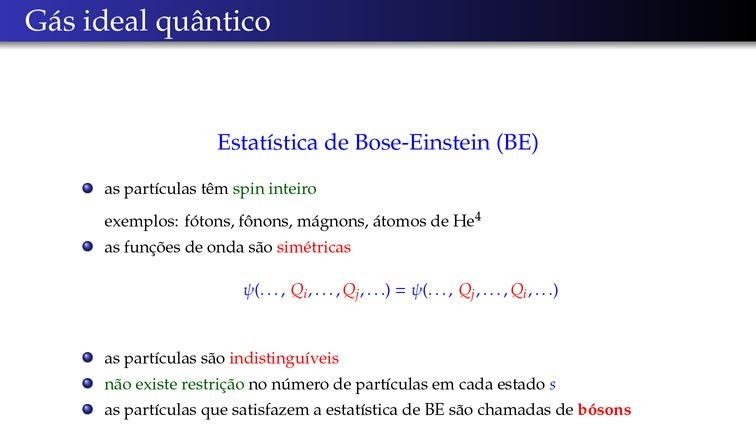 Gás ideal quântico
Estatística de Bose-Einstein (BE)
as partículas têm spin inteiro
exemplos: fótons, fônons, mágnons, átomos de He⁴
as funções de onda são simétricas
ψ(. . . , Qᵢ, . . . , Qⱼ, . . .) = ψ(. . . , Qⱼ, . . . , Qᵢ, . . .)
as partículas são indistinguíveis
não existe restrição no número de partículas em cada estado s
as partículas que satisfazem a estatística de BE são chamadas de bósons